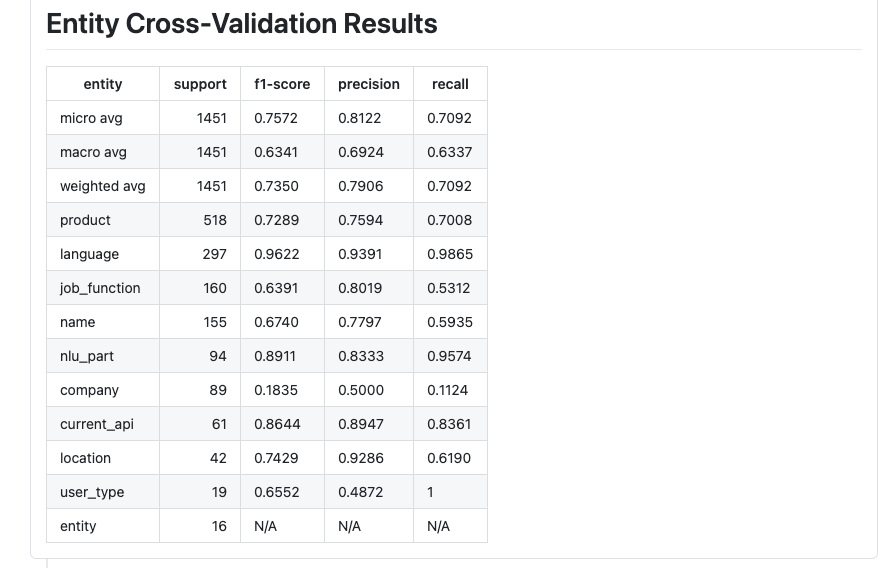 Entity Cross-Validation Results
entity support f1-score precision recall
micro avg 1451 0.7572 0.8122 0.7092
macro avg 1451 0.6341 0.6924 0.6337
weighted avg 1451 0.7350 0.7906 0.7092
product 518 0.7289 0.7594 0.7008
language 297 0.9622 0.9391 0.9865
job_function 160 0.6391 0.8019 0.5312
name 155 0.6740 0.7797 0.5935
nlu_part 94 0.8911 0.8333 0.9574
company 89 0.1835 0.5000 0.1124
current_api 61 0.8644 0.8947 0.8361
location 42 0.7429 0.9286 0.6190
user_type 19 0.6552 0.4872 1
entity 16 N/A N/A N/A